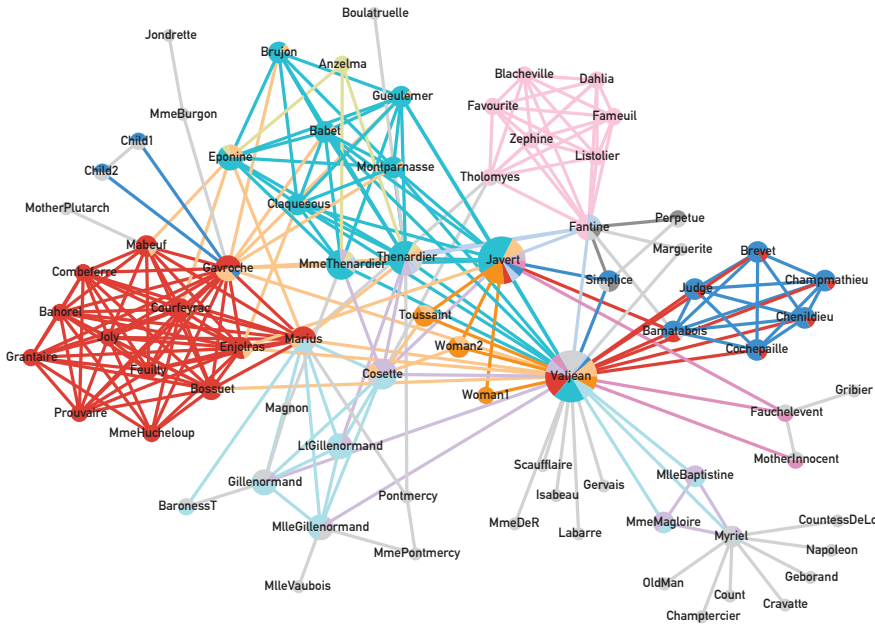 Boulatruelle
Jondrette
Brujon
Anzelma
Blacheville
Dahlia
Gueulemer
Favourite
MmeBurgon
Fameuil
Child1
Babet
Zephine
Eponine
Listolier
Child2
Montparnasse
Tholomyes
MotherPlutarch
Claquesous
Perpetue
Fantine
Mabeuf
Marguerite
Brevet
Thenardier
Javert
MmeThenardier
Gavroche
Combeferre
Simplice
Champmathieu
Judge
Bahorel
Courfeyrac
Toussaint
Chenildieu
Bamatabois
Joly
Marius
Enjolras
Woman2
Cochepaille
Grantaire
Feuilly
Cosette
Valjean
Bossuet
Woman1
Gribier
Prouvaire
Magnon
Fauchelevent
MmeHucheloup
LtGillenormand
MotherInnocent
Scaufflaire
MlleBaptistine
Gillenormand
Gervais
Isabeau
Pontmercy
BaronessT
MlleGillenormand
MmeDeR
MmeMagloire
CountessDeLo
Labarre
Myriel
Napoleon
MmePontmercy
Geborand
OldMan
MlleVaubois
Count
Cravatte
Champtercier